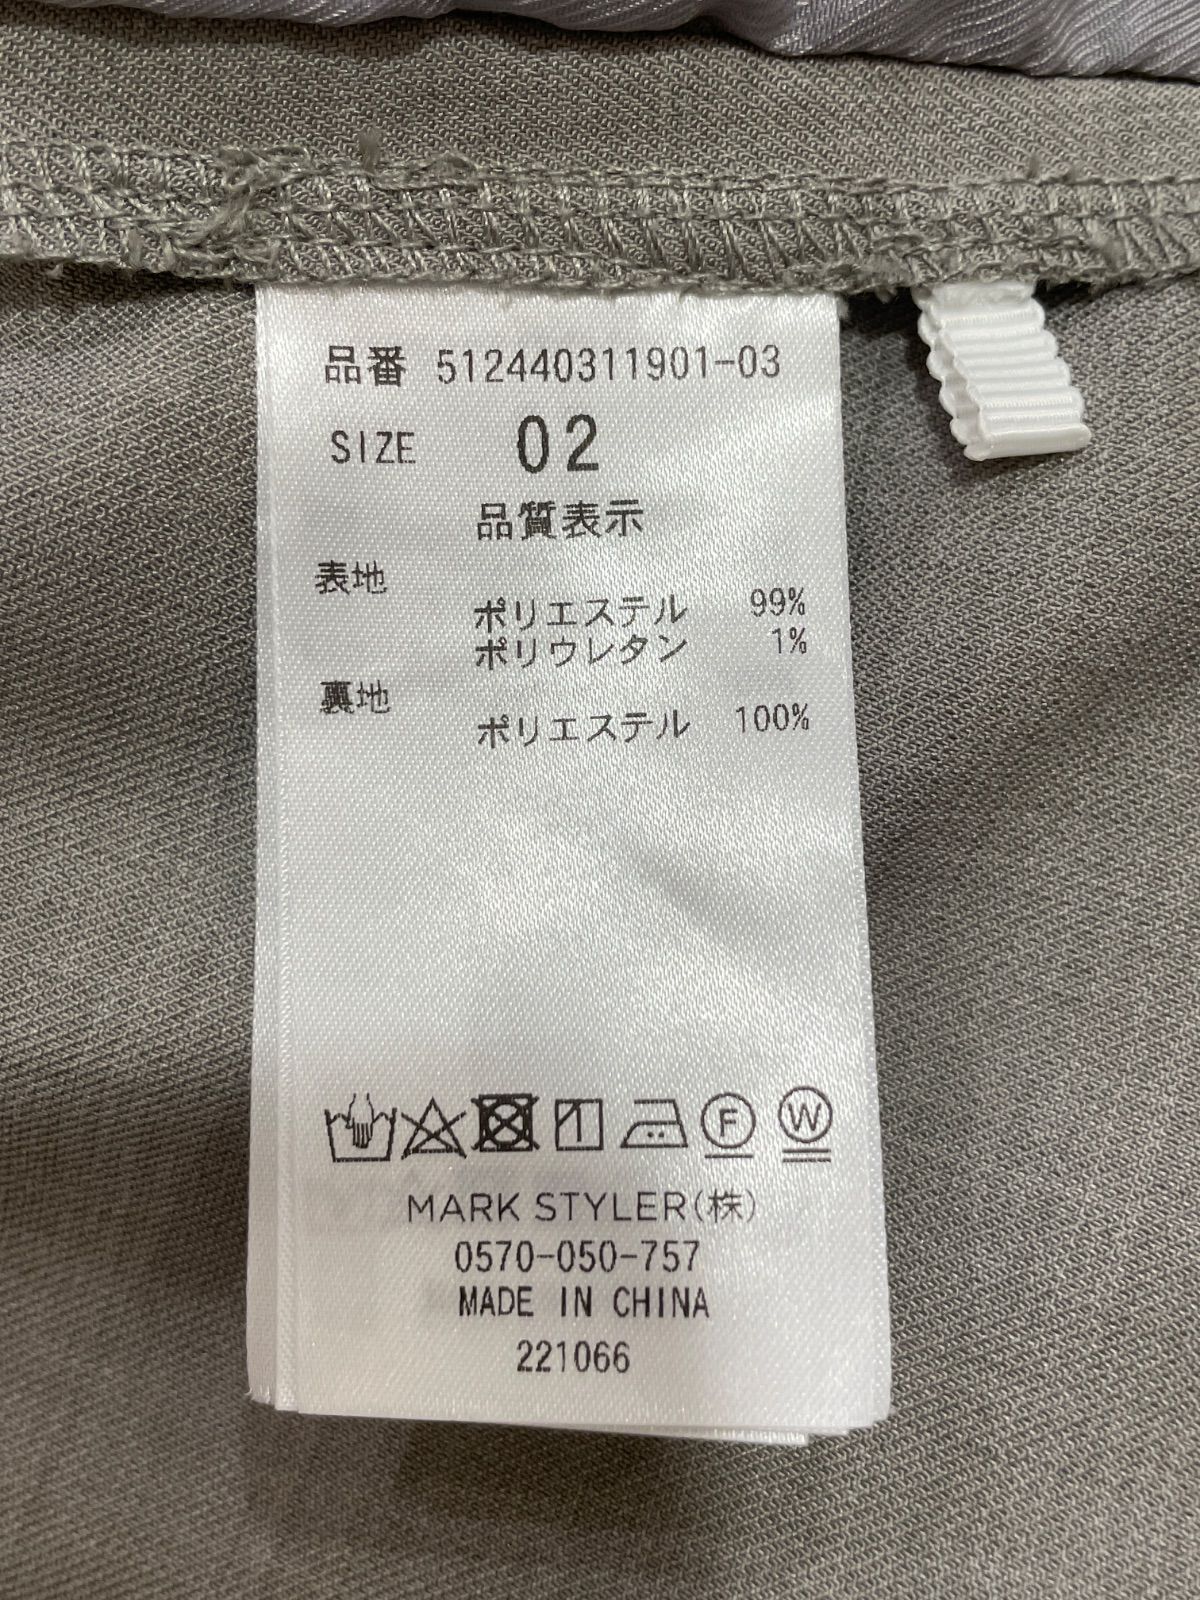 品番 512440311901-03
SIZE 02
品質表示
表地
ポリエステル 99%
ポリウレタン 1%
裏地
ポリエステル 100%
F W
MARK STYLER(株)
0570-050-757
MADE IN CHINA
221066